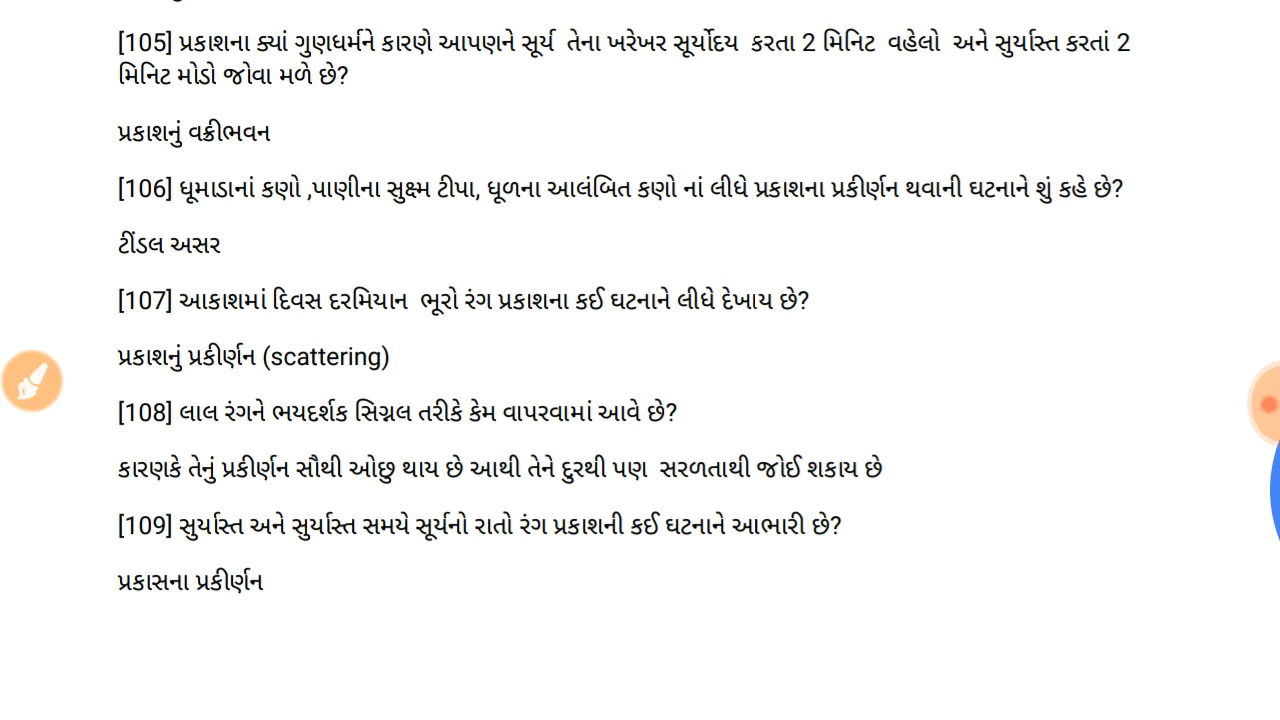 [105] પ્રકાશના ક્યાં ગુણધર્મને કારણે આપણને સૂર્ય તેના ખરેખર સૂર્યોદય કરતા 2 મિનિટ વહેલો અને સુર્યાસ્ત કરતાં 2
મિનિટ મોડો જોવા મળે છે?
પ્રકાશનું વક્રીભવન
[106] ધૂમાડાનાં કણો ,પાણીના સુક્ષ્મ ટીપા, ધૂળના આલંબિત કણો નાં લીધે પ્રકાશના પ્રકીર્ણન થવાની ઘટનાને શું કહે છે?
ટીંડલ અસર
[107] આકાશમાં દિવસ દરમિયાન ભૂરો રંગ પ્રકાશના કઈ ઘટનાને લીધે દેખાય છે?
પ્રકાશનું પ્રકીર્ણન (scattering)
[108] લાલ રંગને ભયદર્શક સિગ્નલ તરીકે કેમ વાપરવામાં આવે છે?
કારણકે તેનું પ્રકીર્ણન સૌથી ઓછુ થાય છે આથી તેને દુરથી પણ સરળતાથી જોઈ શકાય છે
[109] સુર્યાસ્ત અને સુર્યાસ્ત સમયે સૂર્યનો રાતો રંગ પ્રકાશની કઈ ઘટનાને આભારી છે?
પ્રકાસના પ્રકીર્ણન